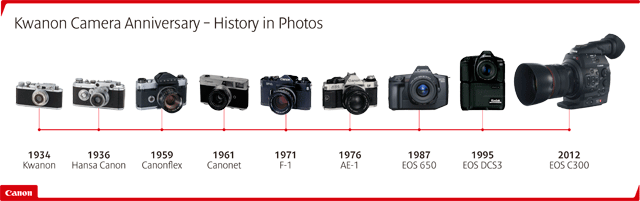 Kwanon Camera Anniversary – History in Photos
Kodak
1934
Kwanon
1936
Hansa Canon
1959
Canonflex
1961
Canonet
1971
F-1
1976
AE-1
1987
EOS 650
1995
EOS DCS3
2012
EOS C300
Canon